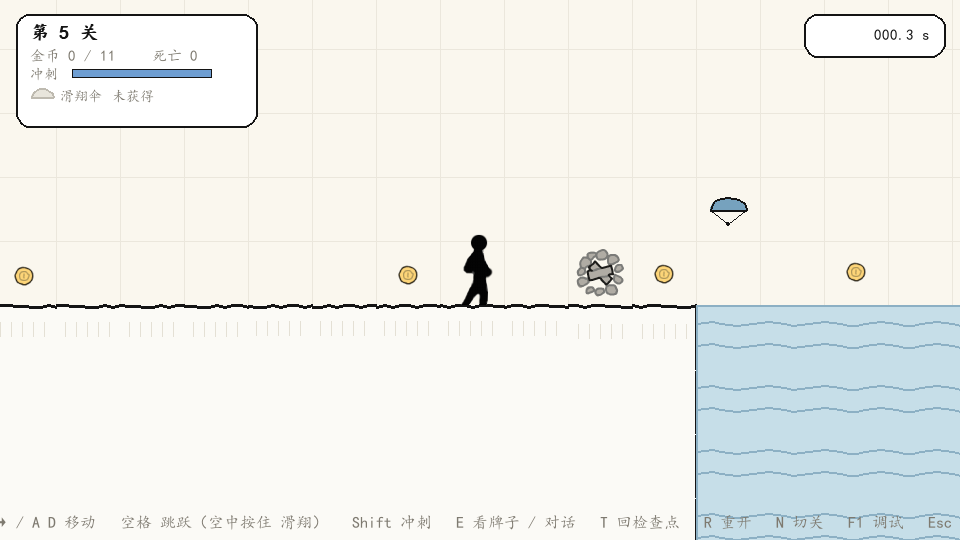 第 5 关
金币 0 / 11 死亡 0
冲刺
滑翔伞 未获得
000.3 s
/ A D 移动 空格 跳跃 (空中按住 滑翔) Shift 冲刺 E 看牌子 / 对话 T 回检查点 R 重开 N 切关 F1 调试 Esc